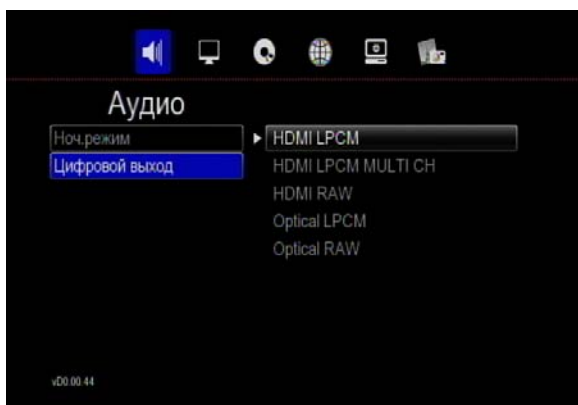 Аудио
Ноч.режим
Цифровой выход
HDMI LPCM
HDMI LPCM MULTI CH
HDMI RAW
Optical LPCM
Optical RAW
vD0.00.44